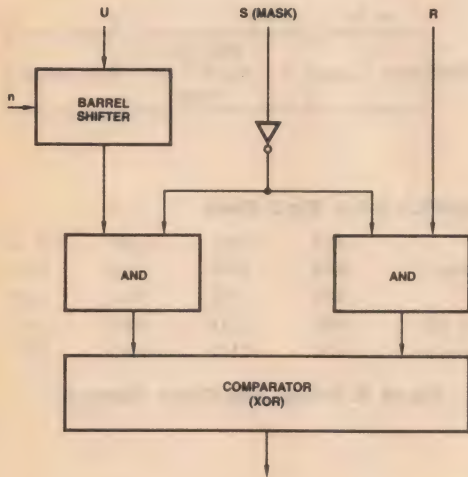 U
S (MASK)
R
n
BARREL
SHIFTER
AND
AND
COMPARATOR
(XOR)